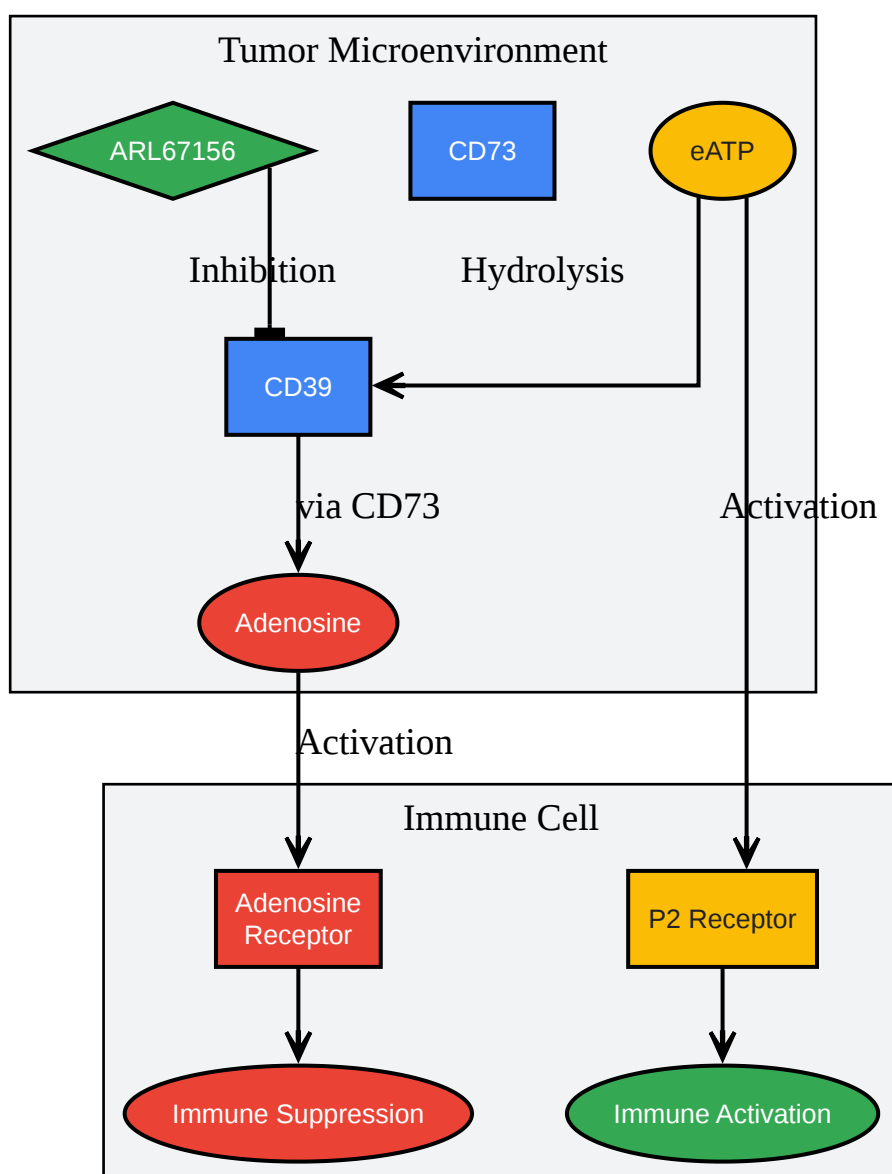 Tumor Microenvironment
ARL67156
CD73
eATP
Inhibition
Hydrolysis
CD39
via CD73
Activation
Adenosine
Activation
Immune Cell
Adenosine
Receptor
P2 Receptor
Immune Suppression
Immune Activation